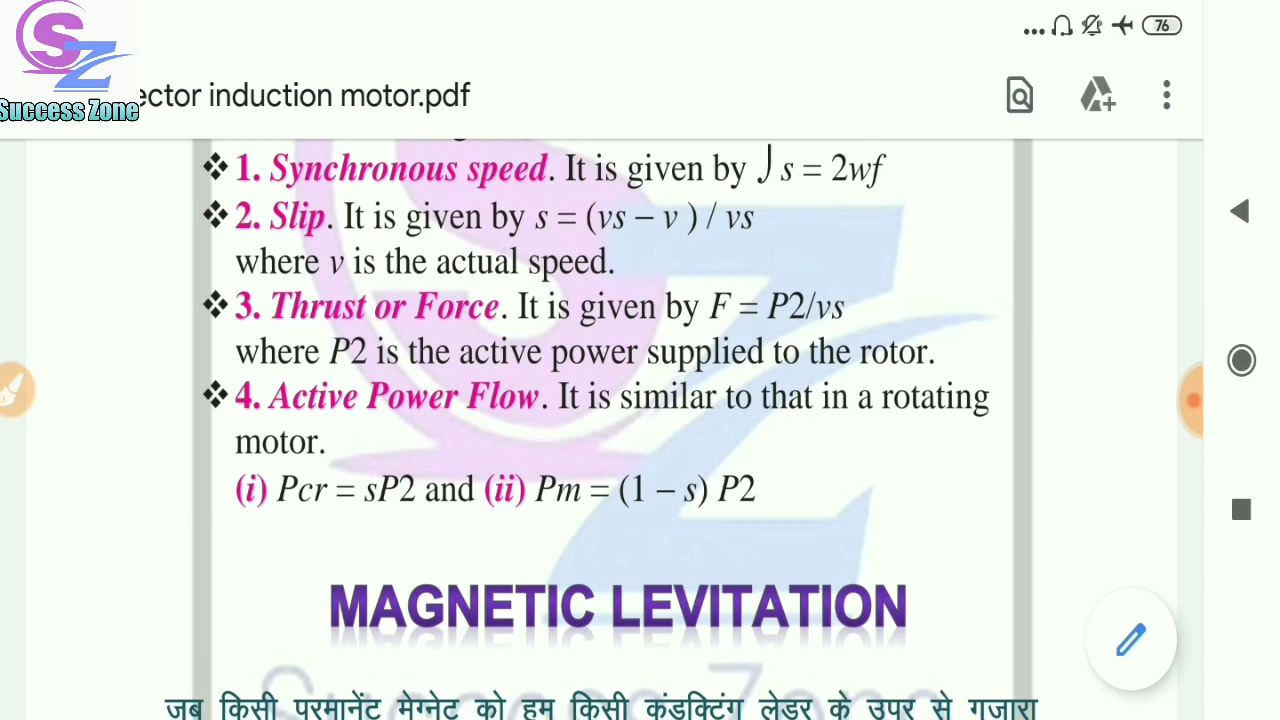 SZ
76
Success Zone
ector induction motor.pdf
❖ 1. Synchronous speed. It is given by ⌡s = 2wf
❖ 2. Slip. It is given by s = (vs – v ) / vs
where v is the actual speed.
❖ 3. Thrust or Force. It is given by F = P2/vs
where P2 is the active power supplied to the rotor.
❖ 4. Active Power Flow. It is similar to that in a rotating
motor.
(i) Pcr = sP2 and (ii) Pm = (1 – s) P2
MAGNETIC LEVITATION
जब किसी परमानेंट मेग्नेट को हम किसी कंडक्टिंग लेडर के उपर से गुजारा